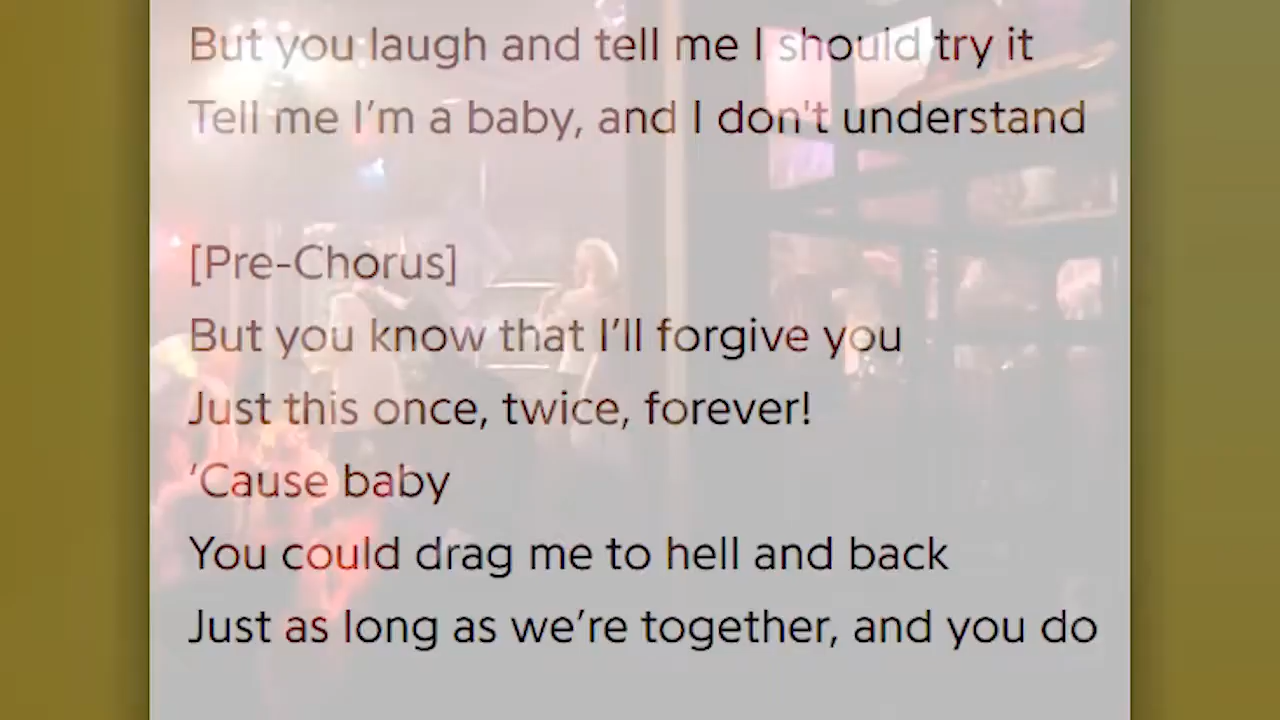 But you laugh and tell me I should try it
Tell me I’m a baby, and I don't understand
[Pre-Chorus]
But you know that I’ll forgive you
Just this once, twice, forever!
’Cause baby
You could drag me to hell and back
Just as long as we’re together, and you do